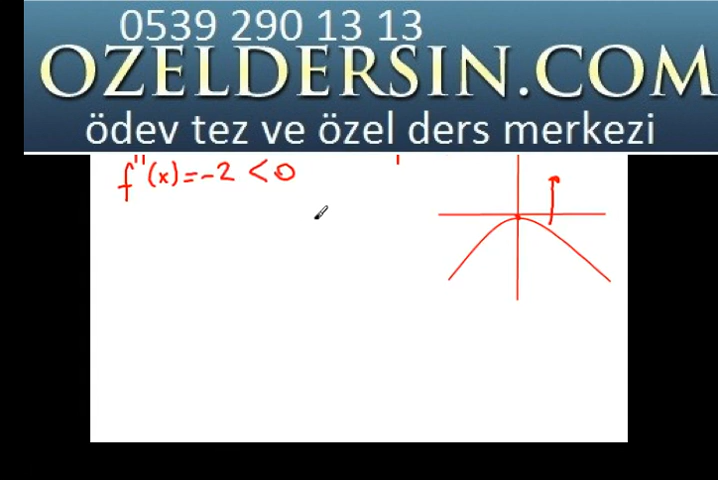 0539 290 13 13
OZELDERSIN.COM
ödev tez ve özel ders merkezi
f''(x)=-2 <0